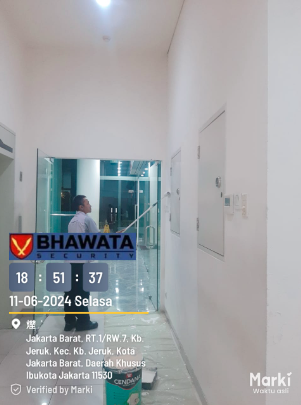 BHAWATA
SECURITY
18 : 51 : 37
11-06-2024 Selasa
煋
Jakarta Barat, RT.1/RW.7, Kb.
Jeruk, Kec. Kb. Jeruk, Kota
Jakarta Barat, Daerah Khusus
Ibukota Jakarta 11530
Verified by Marki
CENDANA
Marki
Waktu asli